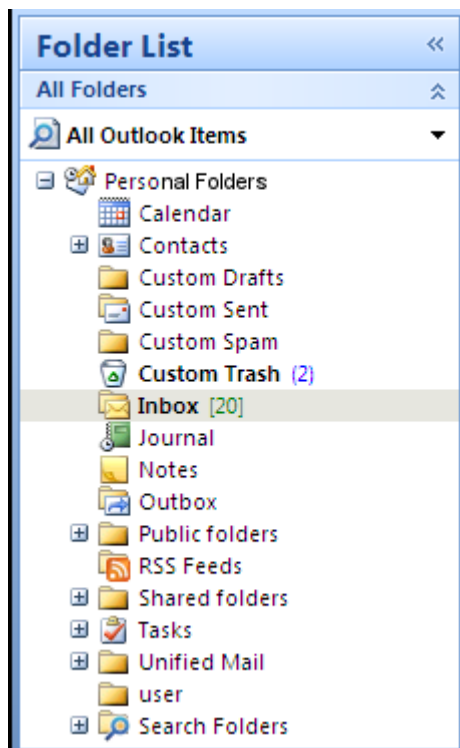 Folder List
All Folders
All Outlook Items
Personal Folders
Calendar
Contacts
Custom Drafts
Custom Sent
Custom Spam
Custom Trash (2)
Inbox [20]
Journal
Notes
Outbox
Public folders
RSS Feeds
Shared folders
Tasks
Unified Mail
user
Search Folders